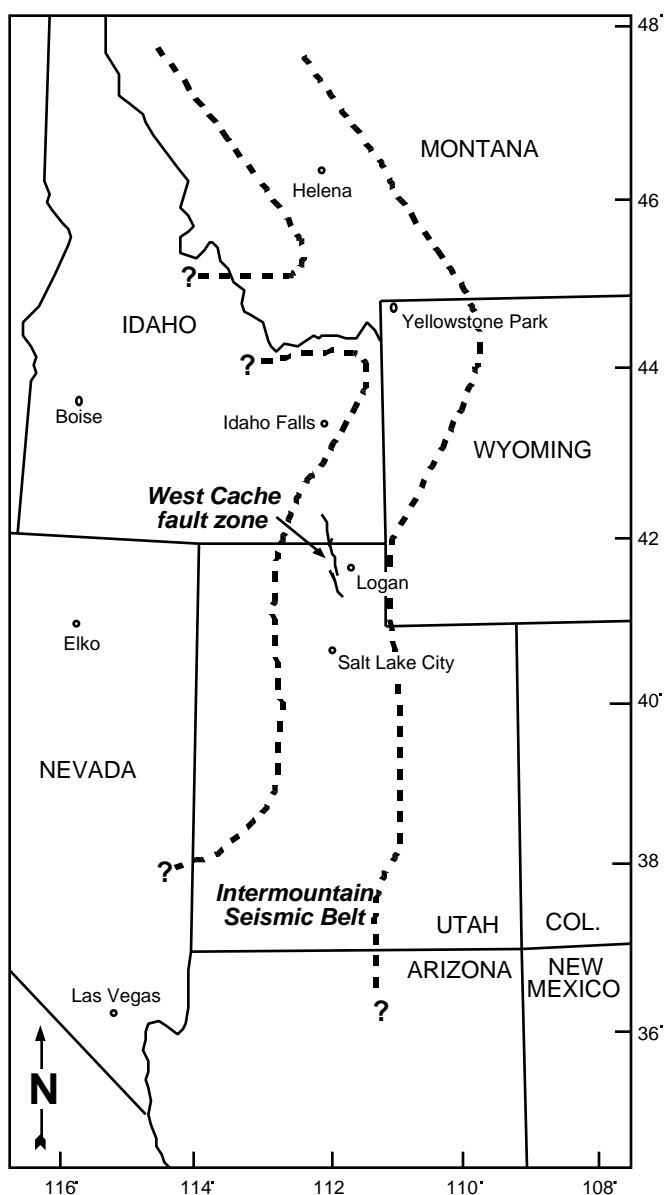 48°
MONTANA
Helena
46
?
IDAHO
Yellowstone Park
?
44
Boise
Idaho Falls
WYOMING
West Cache
fault zone
42
Logan
Elko
Salt Lake City
40°
NEVADA
?
38
Intermountain
Seismic Belt
UTAH
COL.
ARIZONA
NEW
MEXICO
Las Vegas
?
36°
N
116°
114°
112°
110°
108°